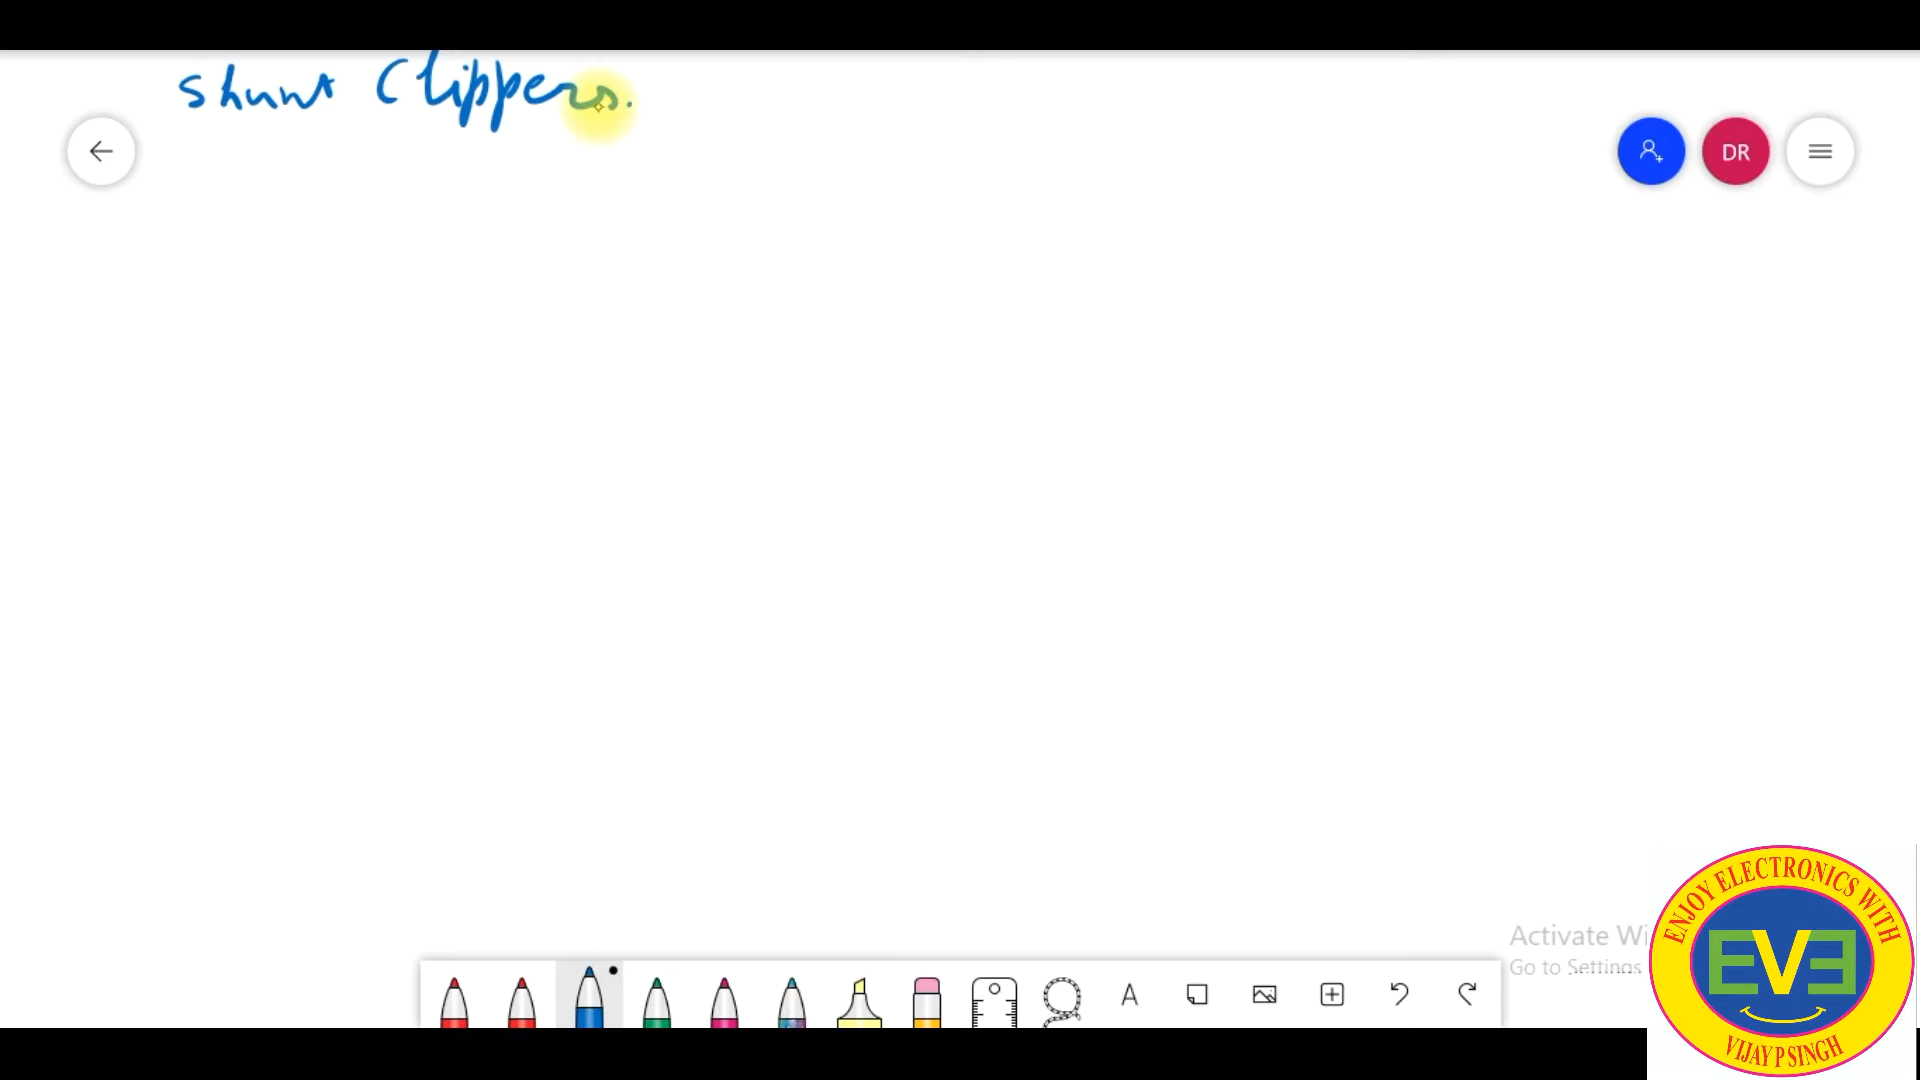 shunt Clippers.
DR
A
Activate Wi
Go to Settings
ENJOY ELECTRONICS WITH
EVE
VIJAY P SINGH